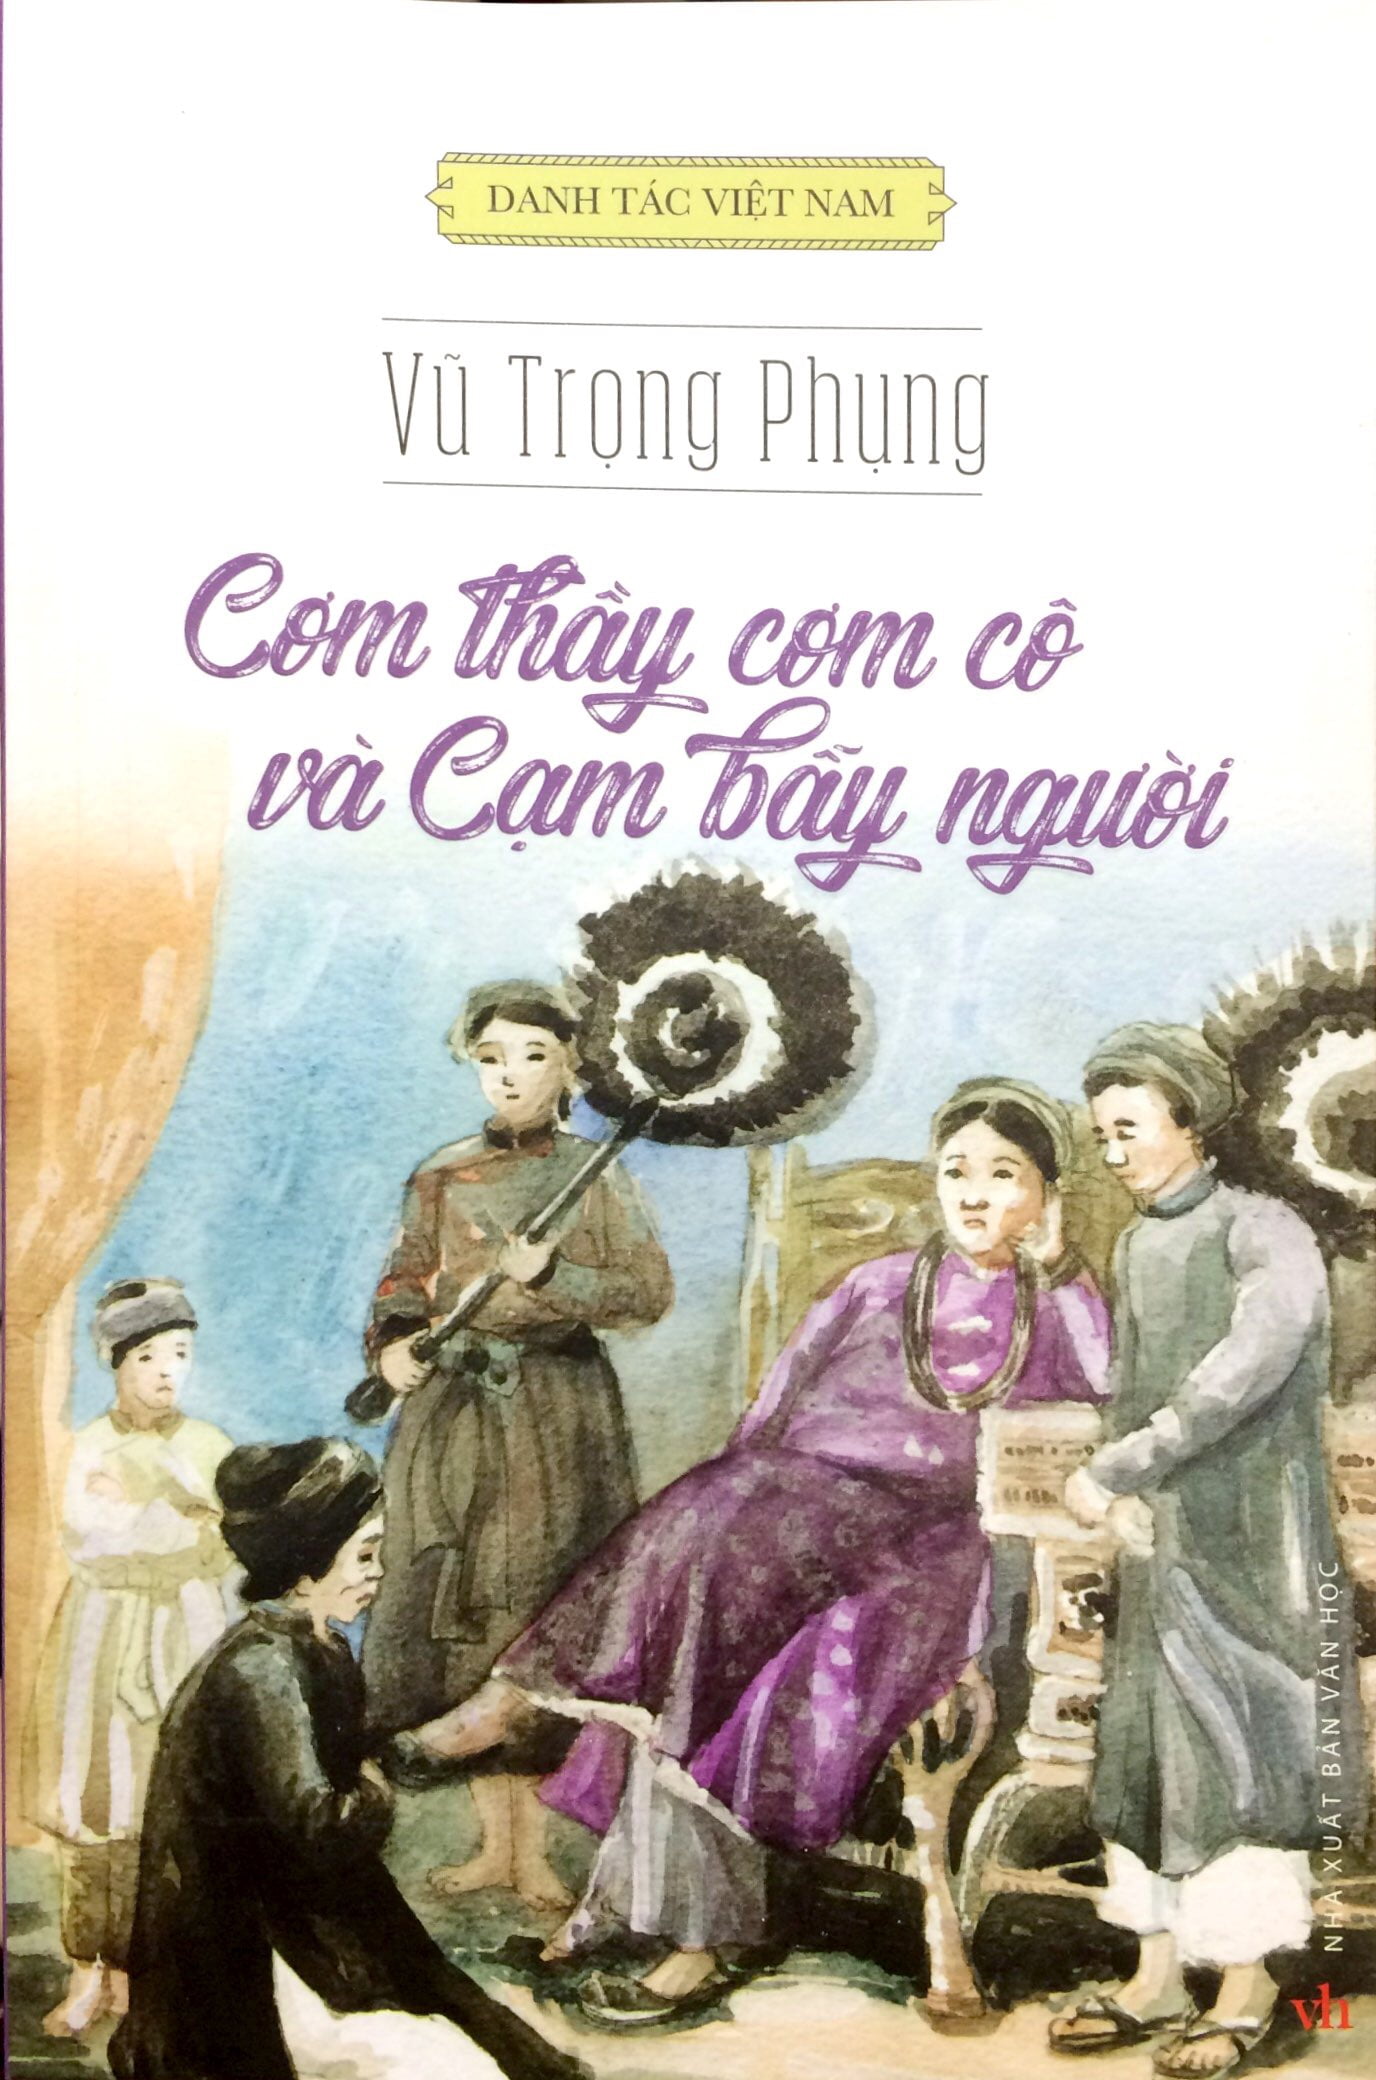 DANH TÁC VIỆT NAM
Vũ Trọng Phụng
Cơm thầy cơm cô
và Cạm bẫy người
NHÀ XUẤT BẢN VĂN HỌC
vh